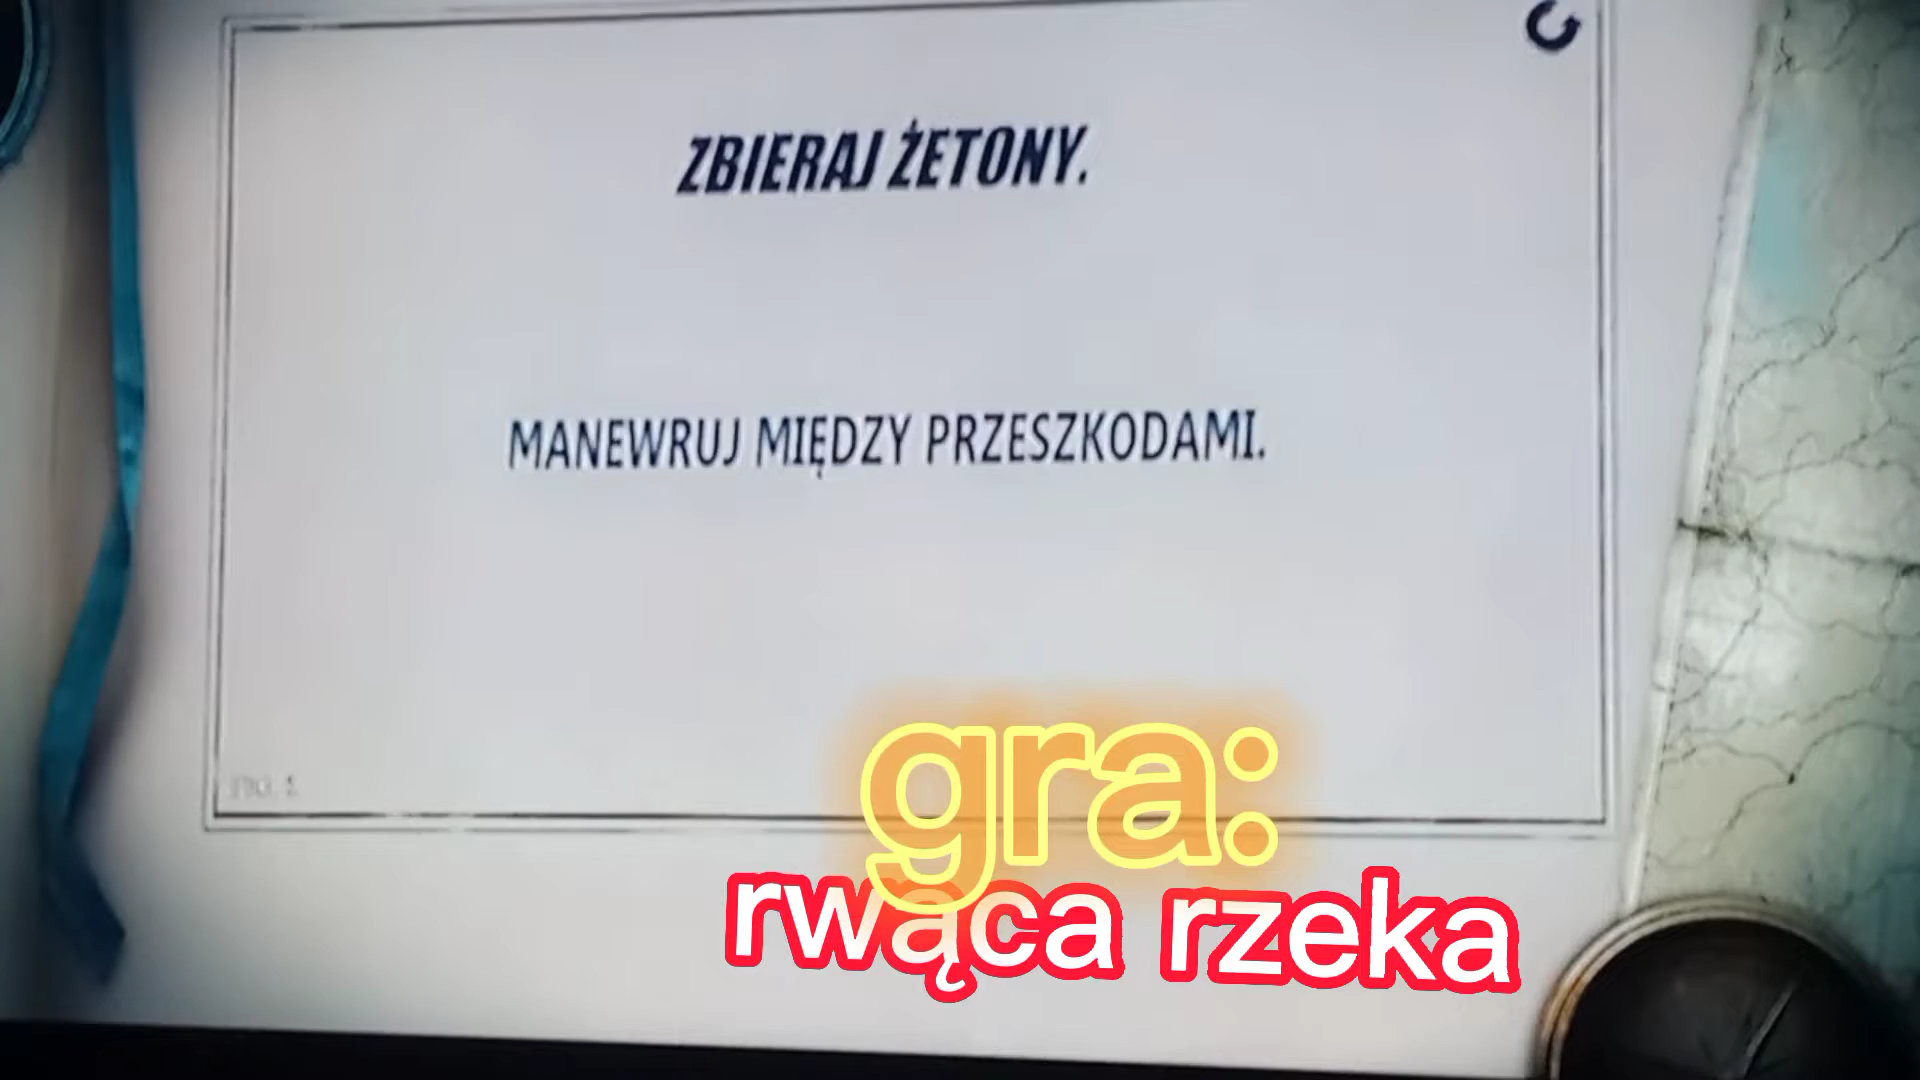 ZBIERAJ ŻETONY.
MANEWRUJ MIĘDZY PRZESZKODAMI.
gra:
rwąca rzeka